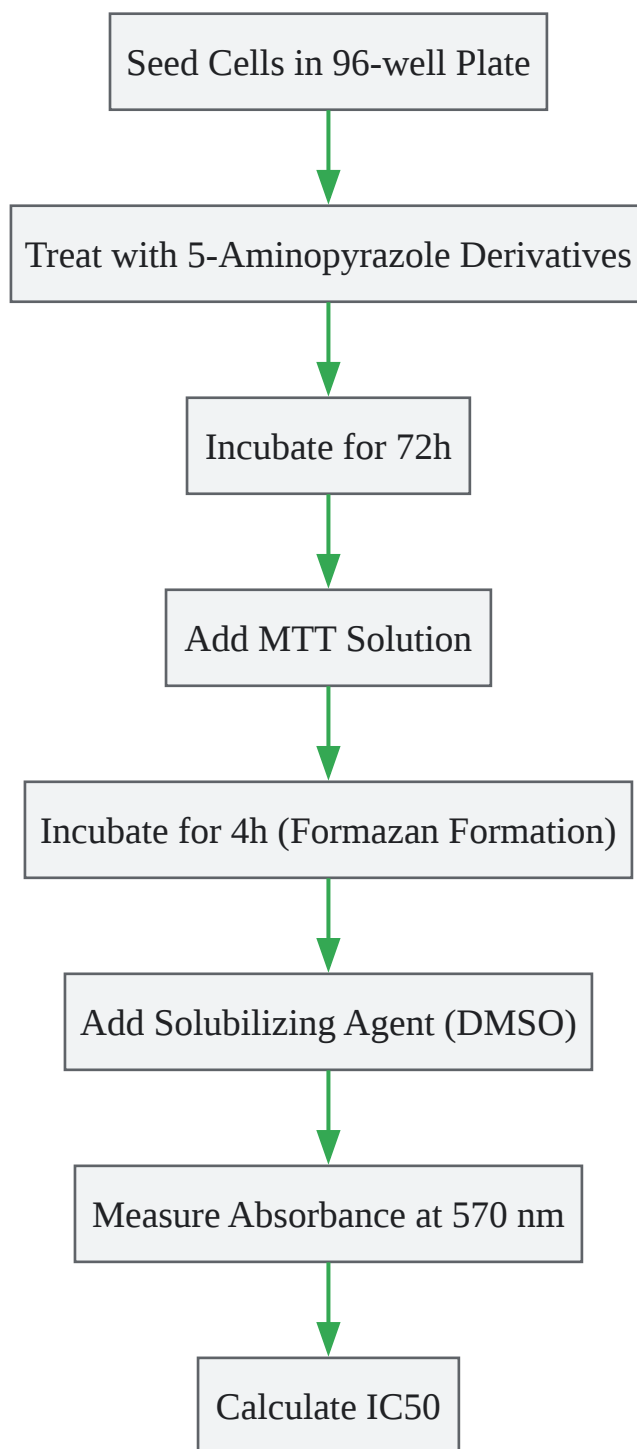 Seed Cells in 96-well Plate
Treat with 5-Aminopyrazole Derivatives
Incubate for 72h
Add MTT Solution
Incubate for 4h (Formazan Formation)
Add Solubilizing Agent (DMSO)
Measure Absorbance at 570 nm
Calculate IC50